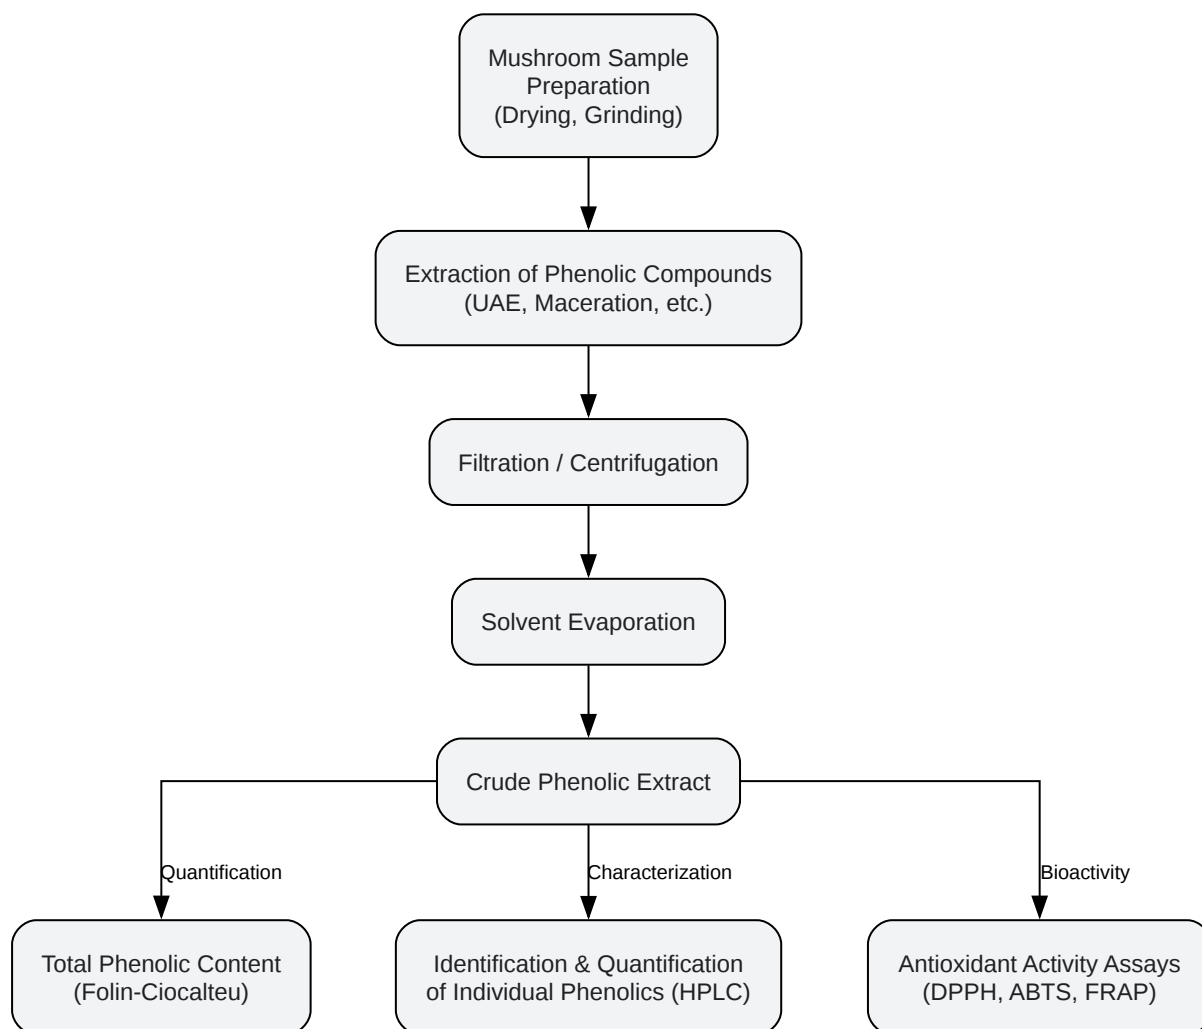 Mushroom Sample
Preparation
(Drying, Grinding)
Extraction of Phenolic Compounds
(UAE, Maceration, etc.)
Filtration / Centrifugation
Solvent Evaporation
Crude Phenolic Extract
Quantification
Characterization
Bioactivity
Total Phenolic Content
(Folin-Ciocalteu)
Identification & Quantification
of Individual Phenolics (HPLC)
Antioxidant Activity Assays
(DPPH, ABTS, FRAP)